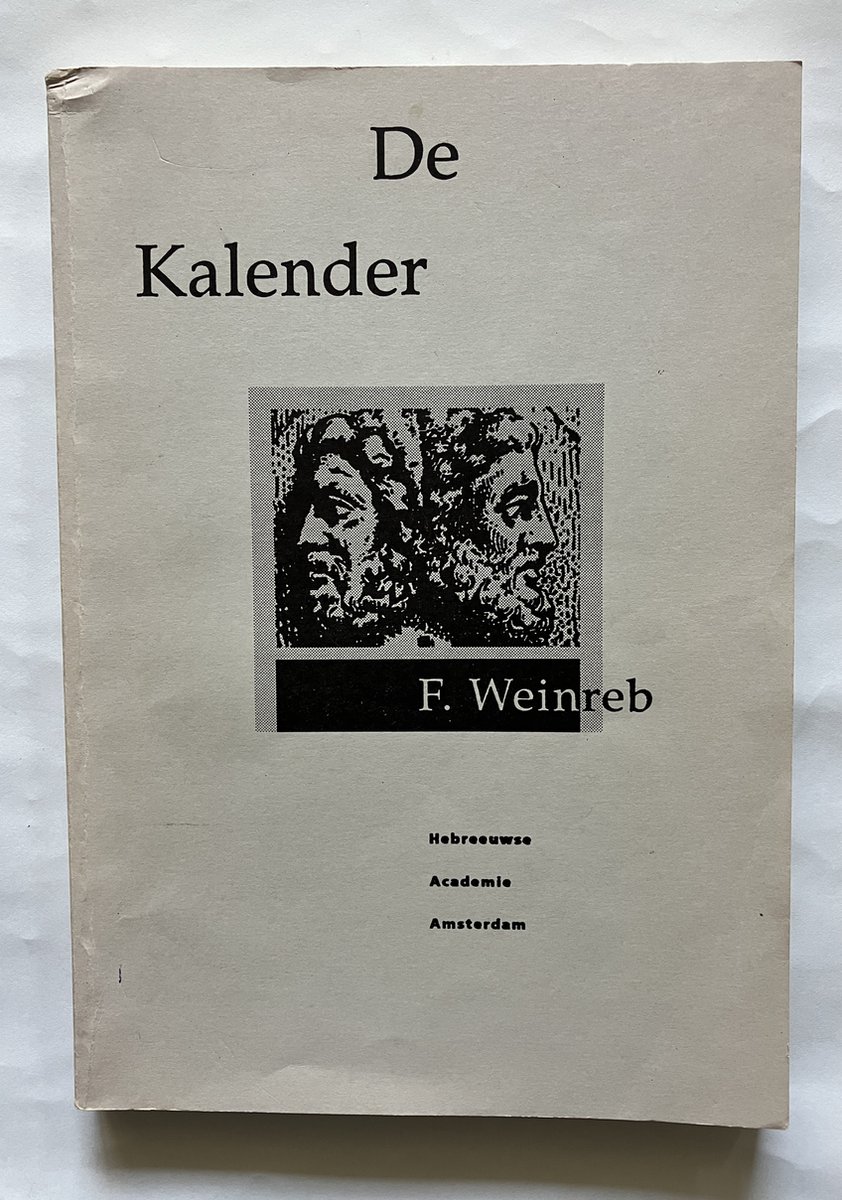 De
Kalender
F. Weinreb
Hebreeuwse
Academie
Amsterdam